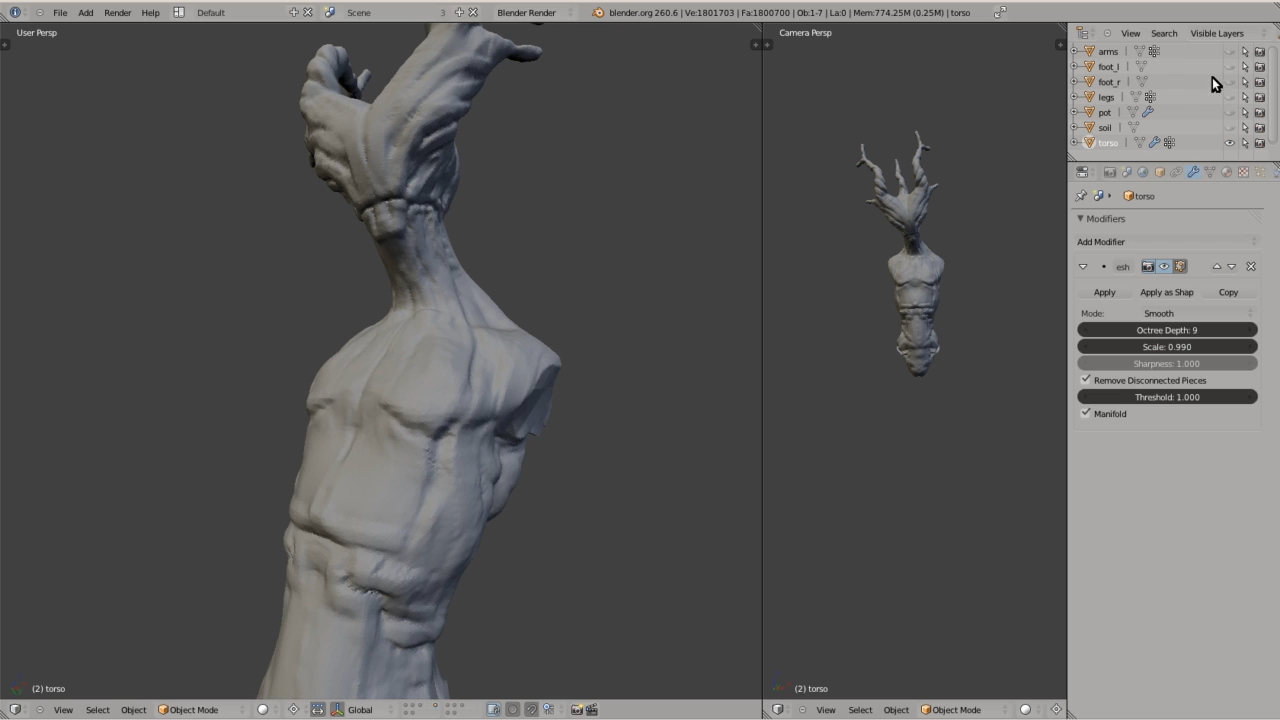 File Add Render Help Default Scene 3 Blender Render blender.org 260.6 | Ve:1801703 | Fa:1800700 | Ob:1-7 | La:0 | Mem:774.25M (0.25M) | torso
User Persp
Camera Persp
View Search Visible Layers
arms
foot_l
foot_r
legs
pot
soil
torso
torso
Modifiers
Add Modifier
esh
Apply Apply as Shap Copy
Mode: Smooth
Octree Depth: 9
Scale: 0.990
Sharpness: 1.000
Remove Disconnected Pieces
Threshold: 1.000
Manifold
(2) torso
(2) torso
View Select Object Object Mode Global
View Select Object Object Mode